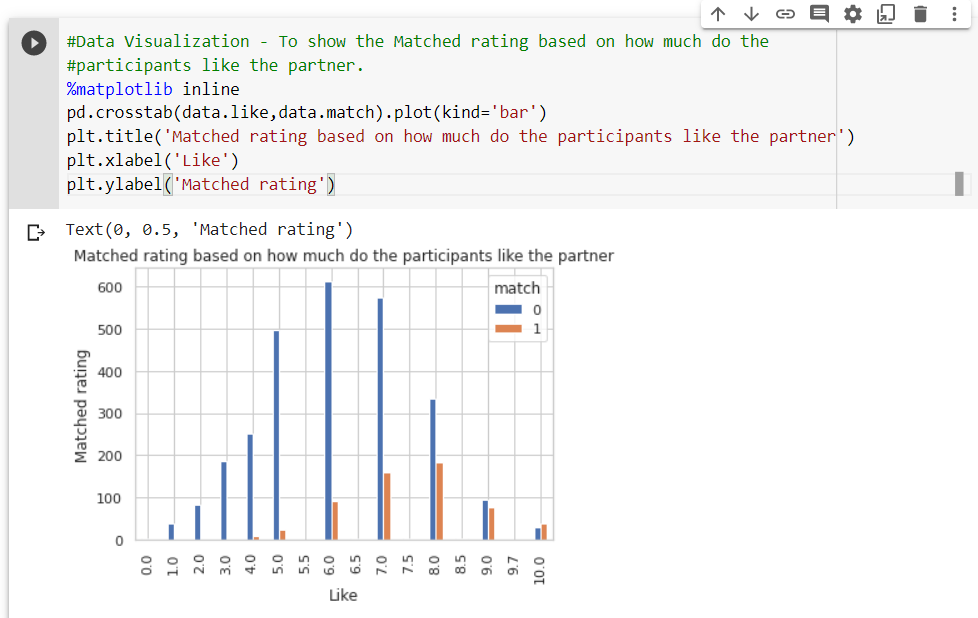 #Data Visualization - To show the Matched rating based on how much do the
#participants like the partner.
%matplotlib inline
pd.crosstab(data.like,data.match).plot(kind='bar')
plt.title('Matched rating based on how much do the participants like the partner')
plt.xlabel('Like')
plt.ylabel('Matched rating')
Text(0, 0.5, 'Matched rating')
Matched rating based on how much do the participants like the partner
match
0
1
600
500
400
300
200
100
0
Matched rating
0.0 1.0 2.0 3.0 4.0 5.0 5.5 6.0 6.5 7.0 7.5 8.0 8.5 9.0 9.7 10.0
Like